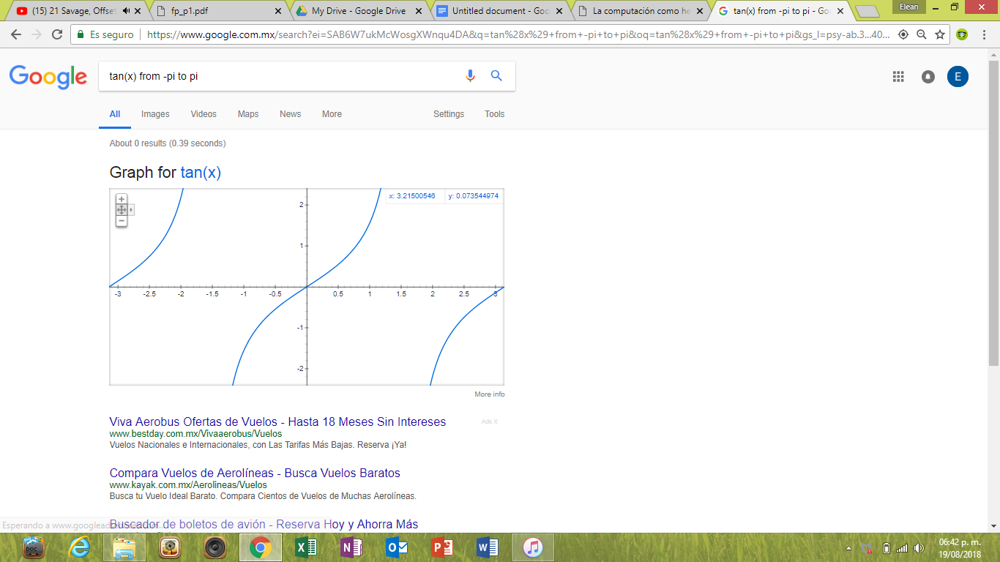 (15) 21 Savage, Offset
fp_p1.pdf
My Drive - Google Drive
Untitled document - Goo
La computación como he
tan(x) from -pi to pi - Go
Elean
Es seguro
https://www.google.com.mx/search?ei=SAB6W7ukMcWosgXWnqu4DA&q=tan%28x%29+from+-pi+to+pi&oq=tan%28x%29+from+-pi+to+pi&gs_l=psy-ab.3...40...
Google
tan(x) from -pi to pi
E
All
Images
Videos
Maps
News
More
Settings
Tools
About 0 results (0.39 seconds)
Graph for tan(x)
x: 3.21500546
y: 0.073544974
2
1
-3
-2.5
-2
-1.5
-1
-0.5
0.5
1
1.5
2
2.5
3
-1
-2
More info
Viva Aerobus Ofertas de Vuelos - Hasta 18 Meses Sin Intereses
Ads X
www.bestday.com.mx/Vivaaerobus/Vuelos
Vuelos Nacionales e Internacionales, con Las Tarifas Más Bajas. Reserva ¡Ya!
Compara Vuelos de Aerolíneas - Busca Vuelos Baratos
www.kayak.com.mx/Aerolineas/Vuelos
Busca tu Vuelo Ideal Barato. Compara Cientos de Vuelos de Muchas Aerolíneas.
Buscador de boletos de avión - Reserva Hoy y Ahorra Más
Esperando a www.googlead
DOC
06:42 p. m.
19/08/2018